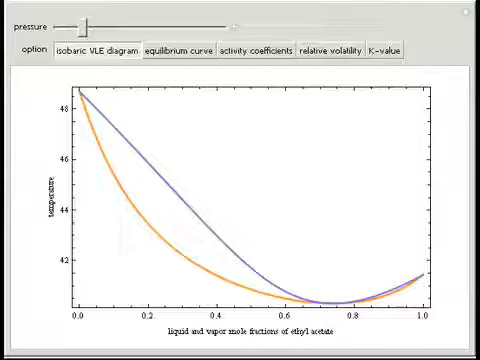 pressure
option isobaric VLE diagram equilibrium curve activity coefficients relative volatility K-value
48
46
44
42
temperature
0.0 0.2 0.4 0.6 0.8 1.0
liquid and vapor mole fractions of ethyl acetate